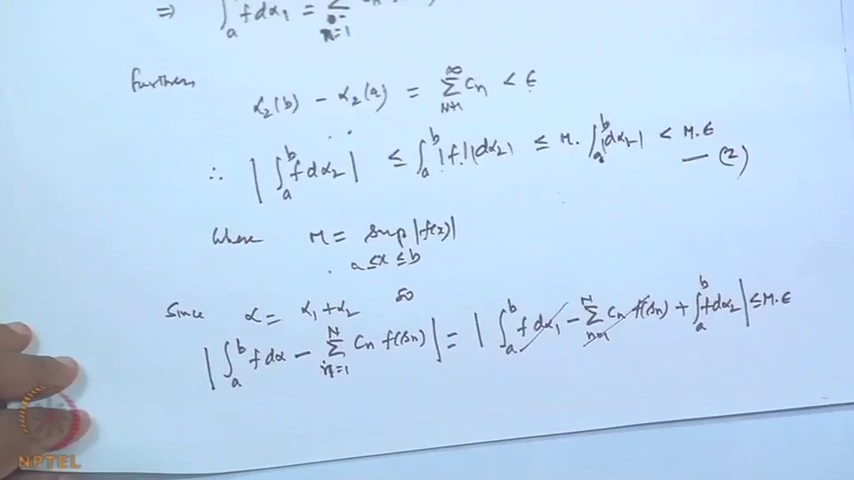 ⇒ ∫_a f dα_1 = Σ_{n=1}
further
α_2(b) - α_2(a) = Σ_{N+1}^∞ c_n < ε
∴ |∫_a^b f dα_2| ≤ ∫_a^b |f| |dα_2| ≤ M. ∫_a^b |dα_2| < M.ε — (2)
Where M = sup |f(x)|
a≤x≤b
Since α = α_1+α_2 so
|∫_a^b f dα - Σ_{n=1}^N c_n f(s_n)| = |∫_a^b f dα_1 - Σ_{n=1}^N c_n f(s_n) + ∫_a^b f dα_2| ≤ M.ε
NPTEL